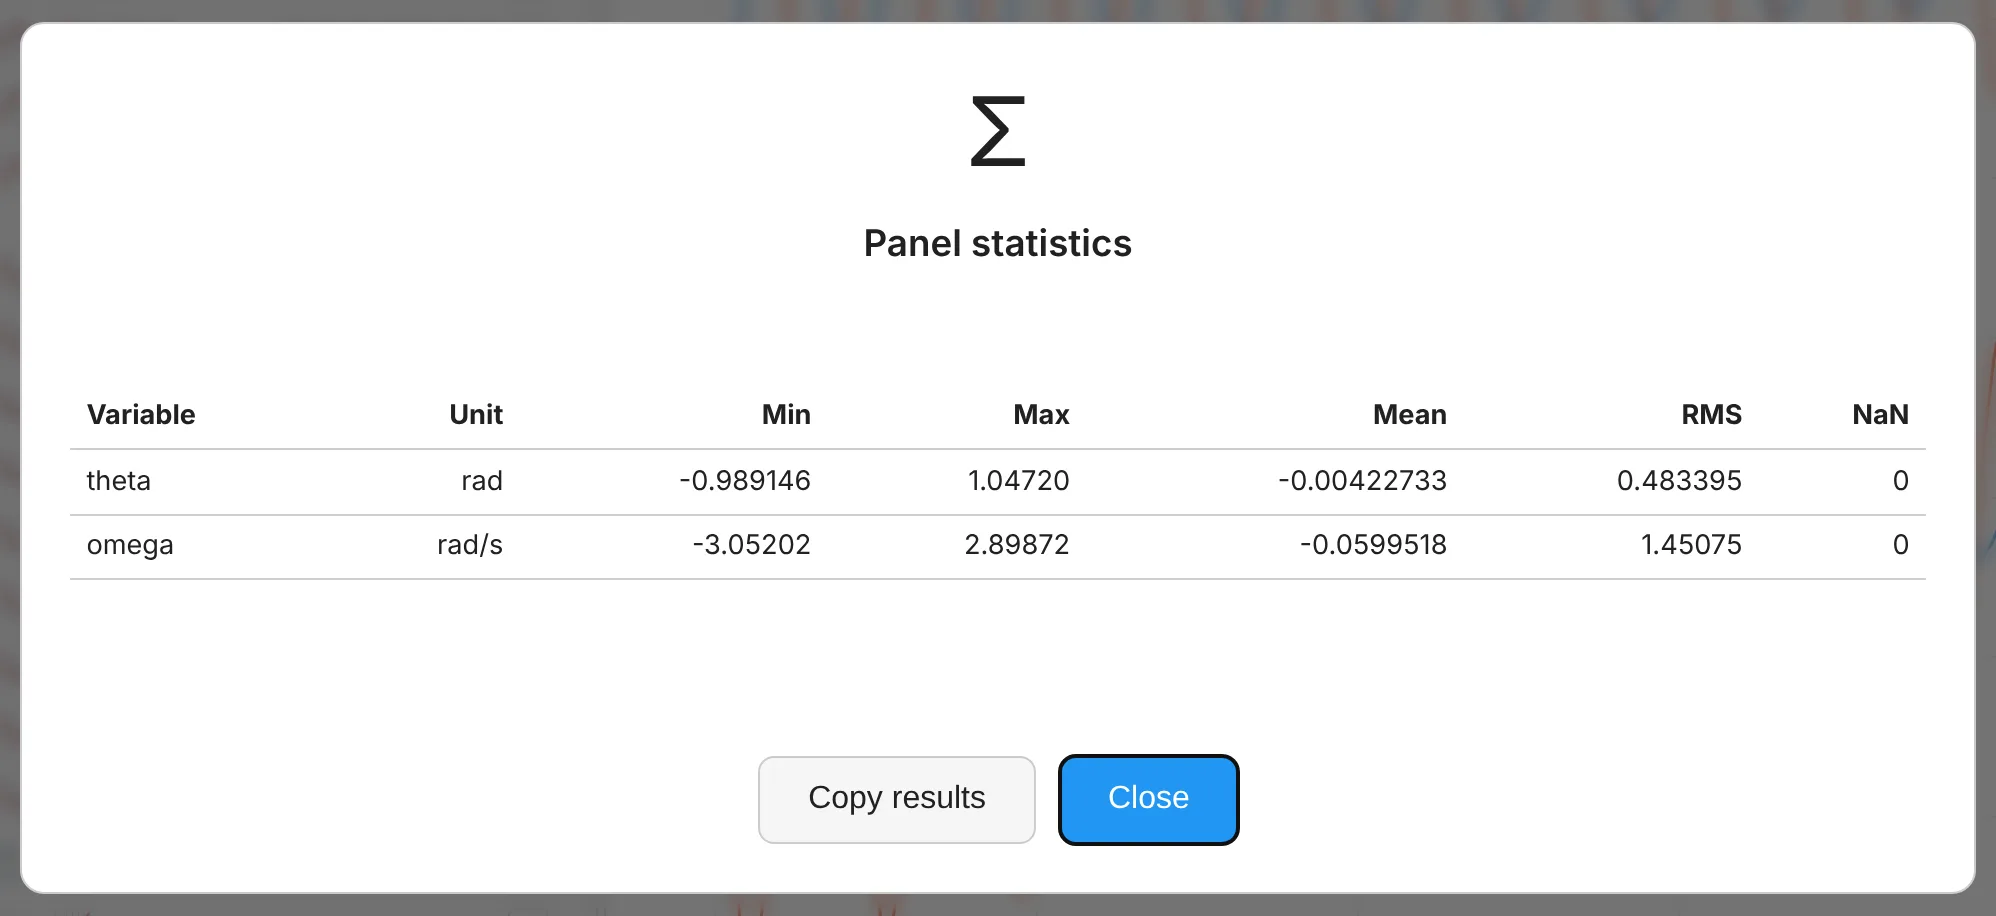 Σ
Panel statistics
Variable Unit Min Max Mean RMS NaN
theta rad -0.989146 1.04720 -0.00422733 0.483395 0
omega rad/s -3.05202 2.89872 -0.0599518 1.45075 0
Copy results Close